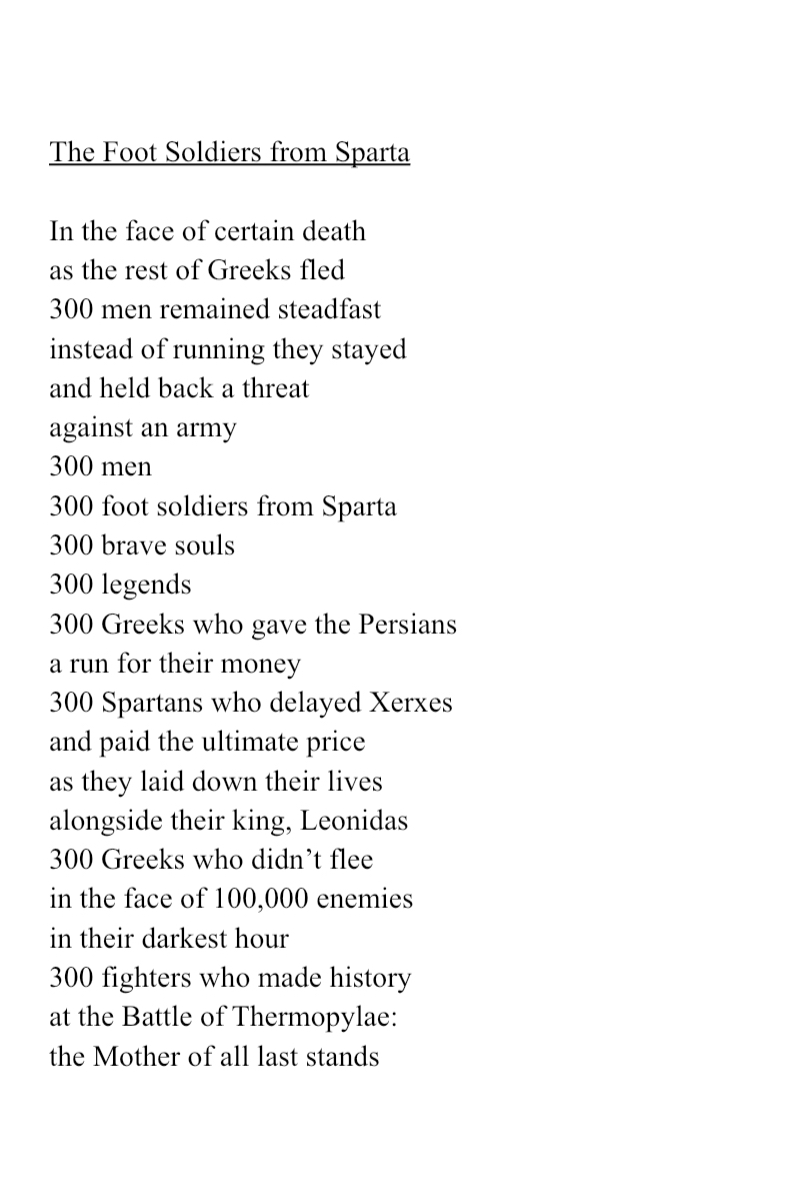 The Foot Soldiers from Sparta
In the face of certain death
as the rest of Greeks fled
300 men remained steadfast
instead of running they stayed
and held back a threat
against an army
300 men
300 foot soldiers from Sparta
300 brave souls
300 legends
300 Greeks who gave the Persians
a run for their money
300 Spartans who delayed Xerxes
and paid the ultimate price
as they laid down their lives
alongside their king, Leonidas
300 Greeks who didn’t flee
in the face of 100,000 enemies
in their darkest hour
300 fighters who made history
at the Battle of Thermopylae:
the Mother of all last stands